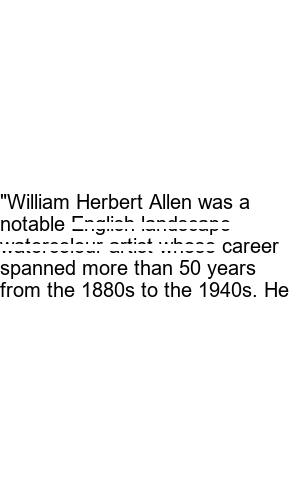 "William Herbert Allen was a
notable English landscape
watercolour artist whose career
spanned more than 50 years
from the 1880s to the 1940s. He